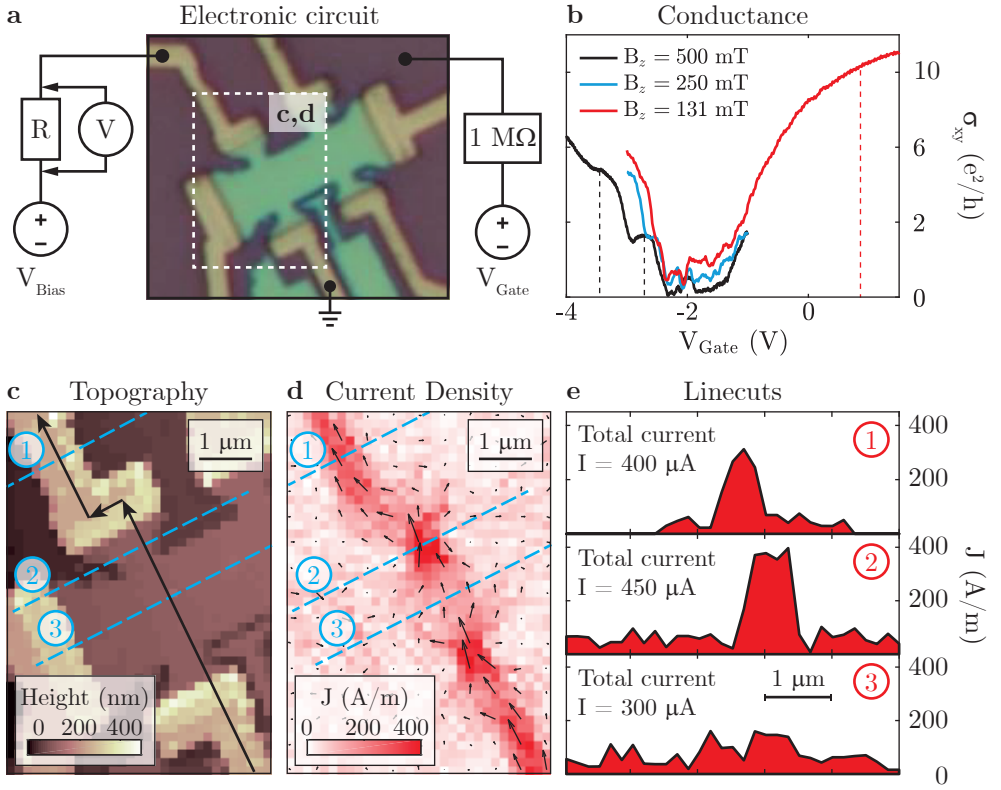 a Electronic circuit
R
V
+
−
V_Bias
c,d
1 MΩ
+
−
V_Gate
b Conductance
B_z = 500 mT
B_z = 250 mT
B_z = 131 mT
10
6
2
0
σ_xy (e²/h)
-4
-2
0
V_Gate (V)
c Topography
1
1 μm
2
3
Height (nm)
0 200 400
d Current Density
1
1 μm
2
3
J (A/m)
0 200 400
e Linecuts
Total current
I = 400 μA
1
400
200
Total current
I = 450 μA
2
400
200
Total current
I = 300 μA
1 μm
3
400
200
0
J (A/m)